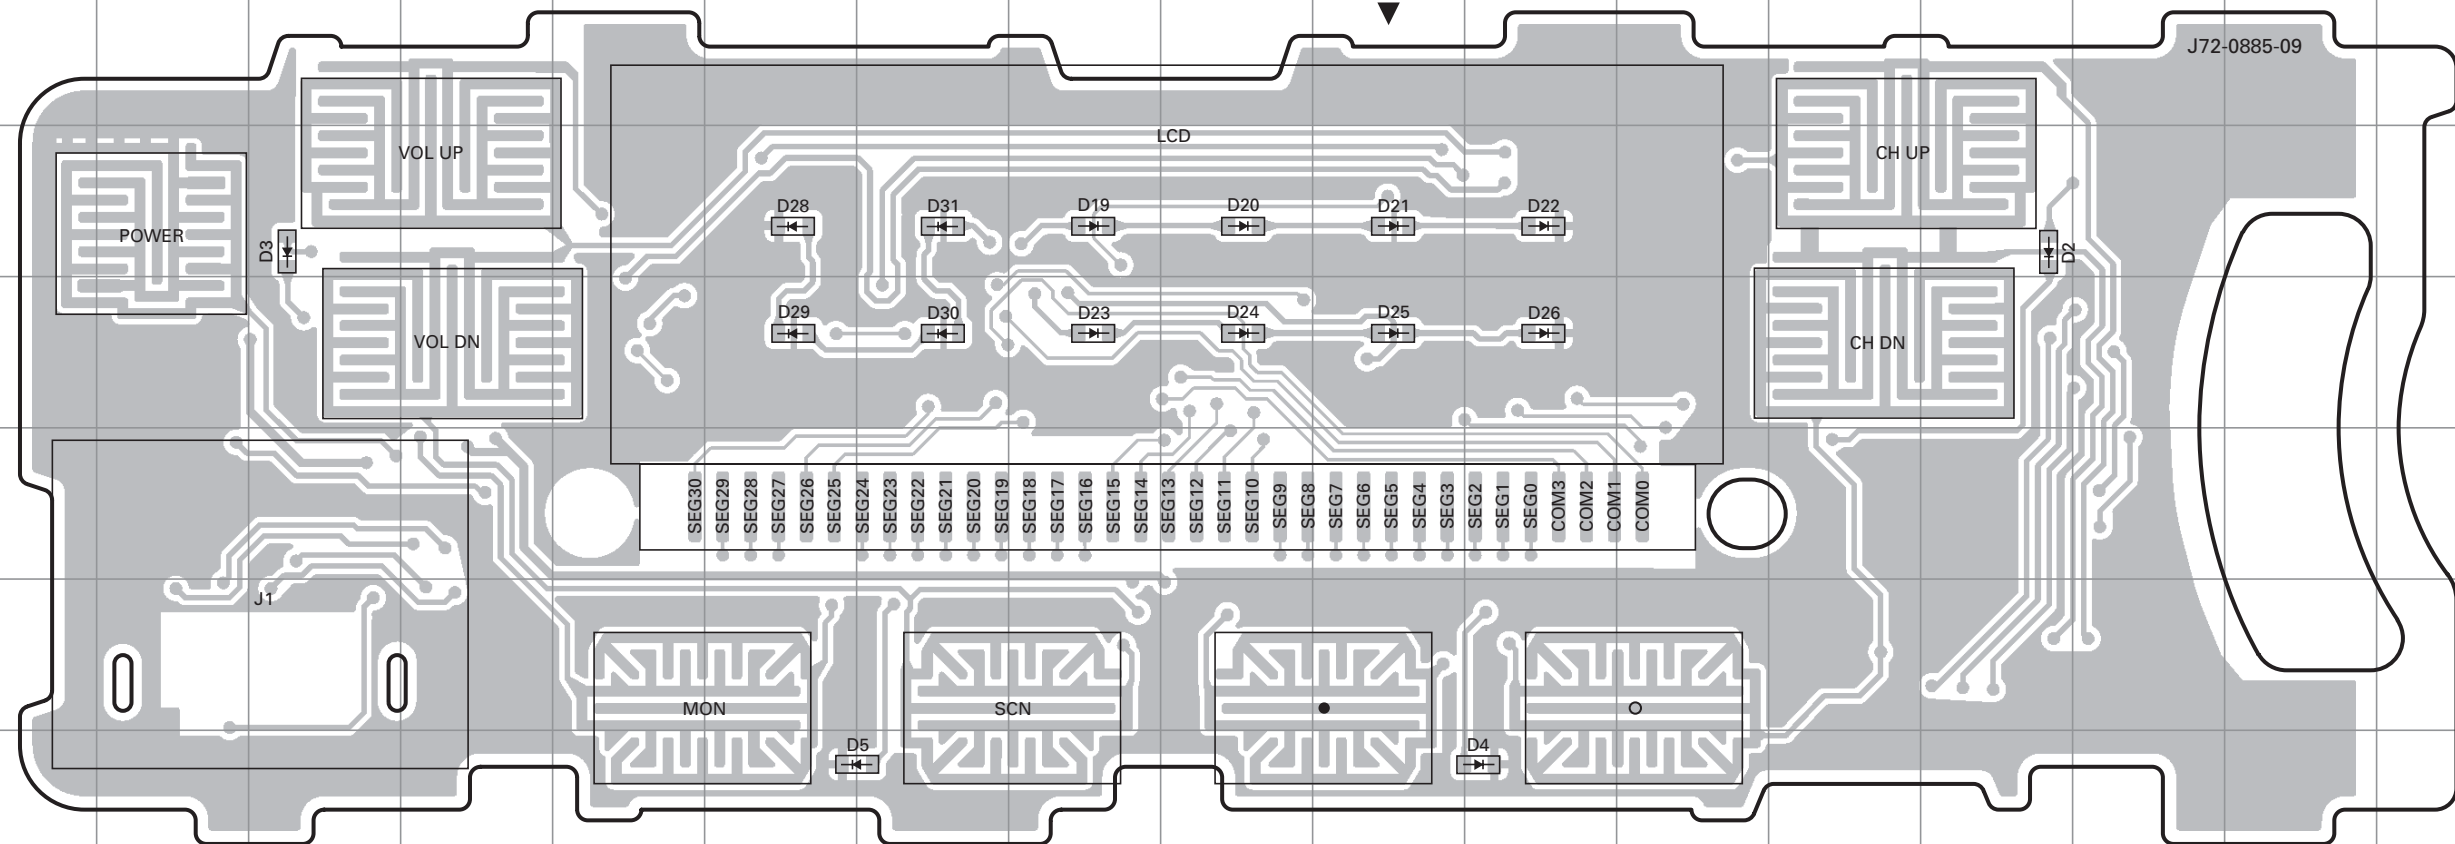 J72-0885-09
LCD
VOL UP
CH UP
POWER
D3
D28
D31
D19
D20
D21
D22
D2
D29
D30
D23
D24
D25
D26
VOL DN
CH DN
SEG30
SEG29
SEG28
SEG27
SEG26
SEG25
SEG24
SEG23
SEG22
SEG21
SEG20
SEG19
SEG18
SEG17
SEG16
SEG15
SEG14
SEG13
SEG12
SEG11
SEG10
SEG9
SEG8
SEG7
SEG6
SEG5
SEG4
SEG3
SEG2
SEG1
SEG0
COM3
COM2
COM1
COM0
J1
MON
SCN
D5
D4